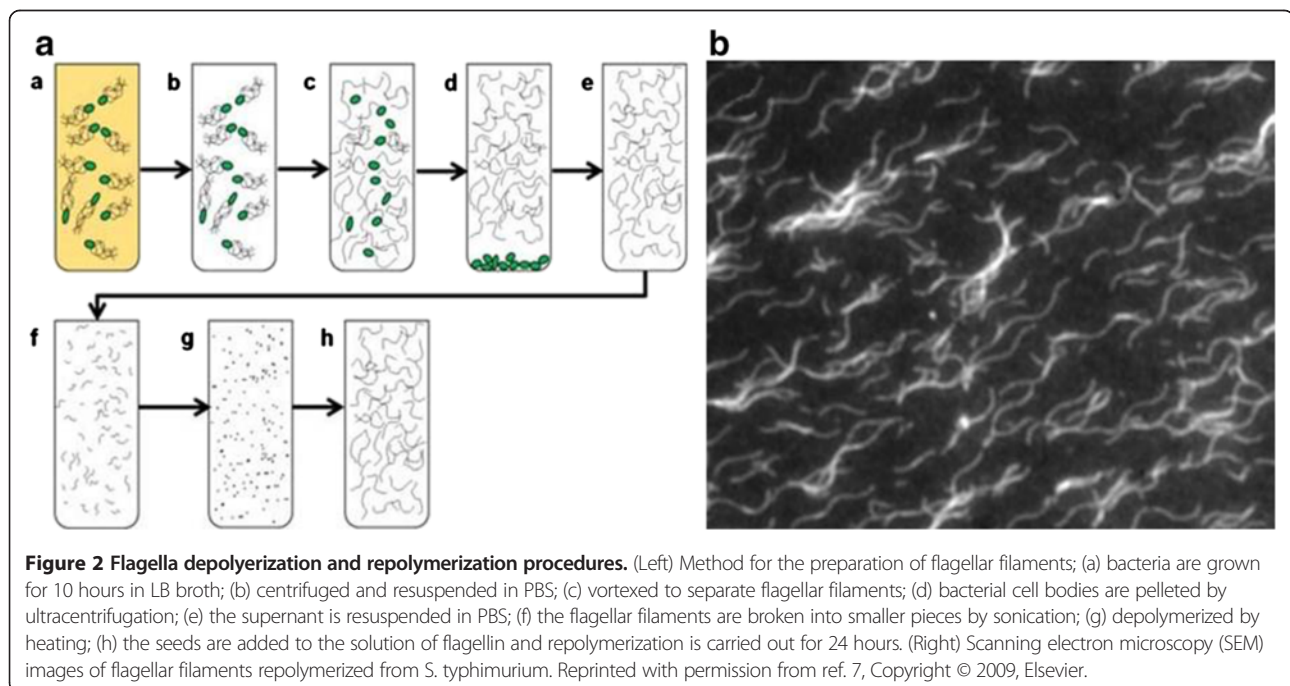 a
b
a
b
c
d
e
f
g
h
Figure 2 Flagella depolyerization and repolymerization procedures. (Left) Method for the preparation of flagellar filaments; (a) bacteria are grown
for 10 hours in LB broth; (b) centrifuged and resuspended in PBS; (c) vortexed to separate flagellar filaments; (d) bacterial cell bodies are pelleted by
ultracentrifugation; (e) the supernant is resuspended in PBS; (f) the flagellar filaments are broken into smaller pieces by sonication; (g) depolymerized by
heating; (h) the seeds are added to the solution of flagellin and repolymerization is carried out for 24 hours. (Right) Scanning electron microscopy (SEM)
images of flagellar filaments repolymerized from S. typhimurium. Reprinted with permission from ref. 7, Copyright © 2009, Elsevier.